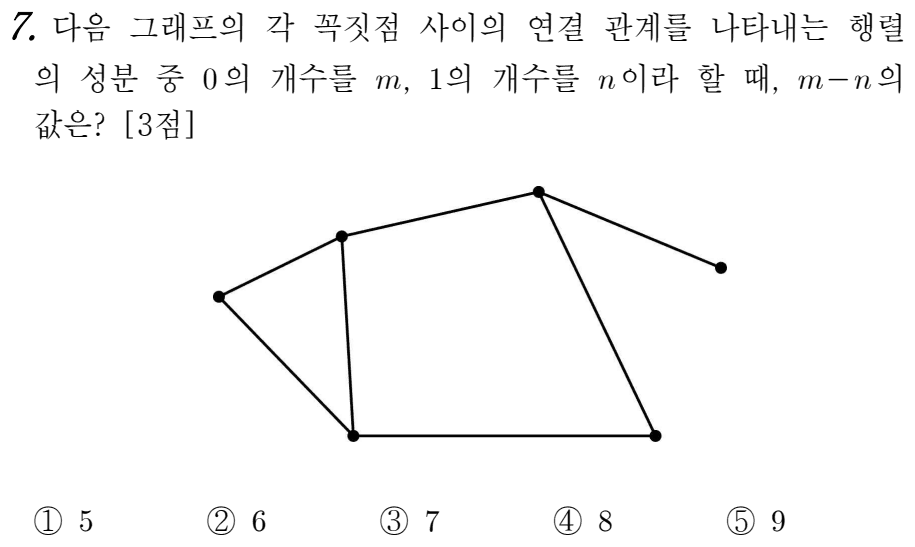 7. 다음 그래프의 각 꼭짓점 사이의 연결 관계를 나타내는 행렬
의 성분 중 0의 개수를 m, 1의 개수를 n이라 할 때, m-n의
값은? [3점]
① 5 ② 6 ③ 7 ④ 8 ⑤ 9